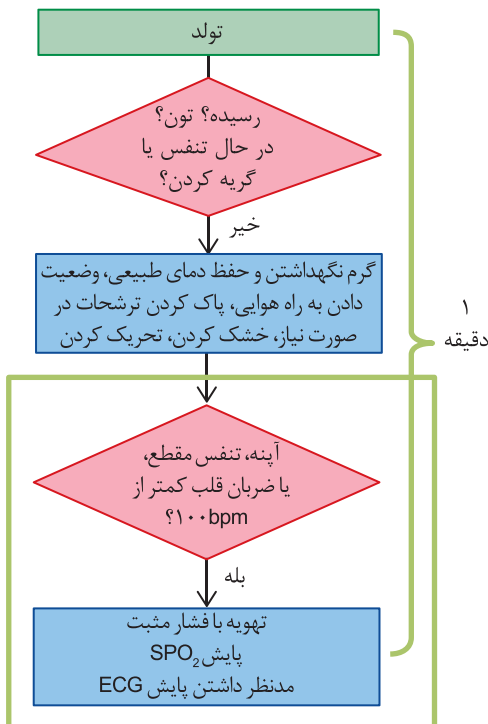 تولد
رسیده؟ تون؟
در حال تنفس یا
گریه کردن؟
خیر
گرم نگهداشتن و حفظ دمای طبیعی، وضعیت
دادن به راه هوایی، پاک کردن ترشحات در
صورت نیاز، خشک کردن، تحریک کردن
۱
دقیقه
آپنه، تنفس مقطع،
یا ضربان قلب کمتر از
۱۰۰bpm؟
بله
تهویه با فشار مثبت
پایش SPO₂
مدنظر داشتن پایش ECG